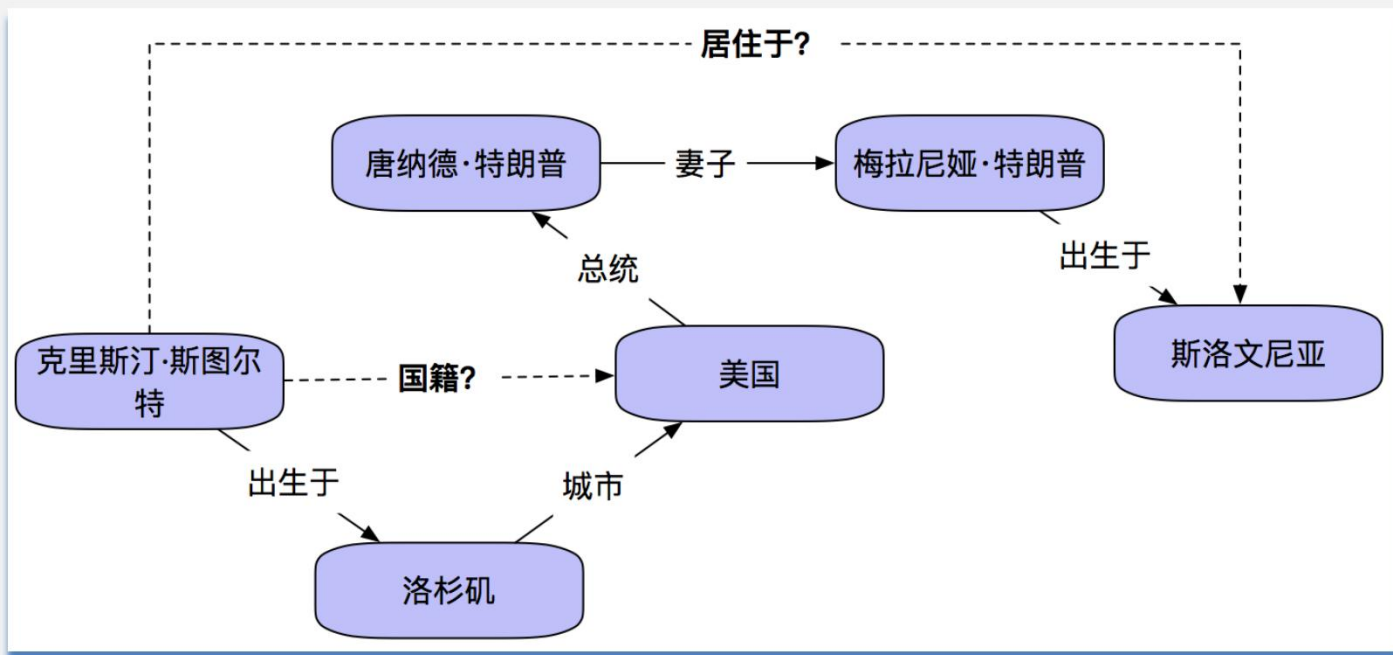 居住于?
唐纳德·特朗普
妻子
梅拉尼娅·特朗普
出生于
总统
克里斯汀·斯图尔
特
国籍?
美国
斯洛文尼亚
出生于
城市
洛杉矶